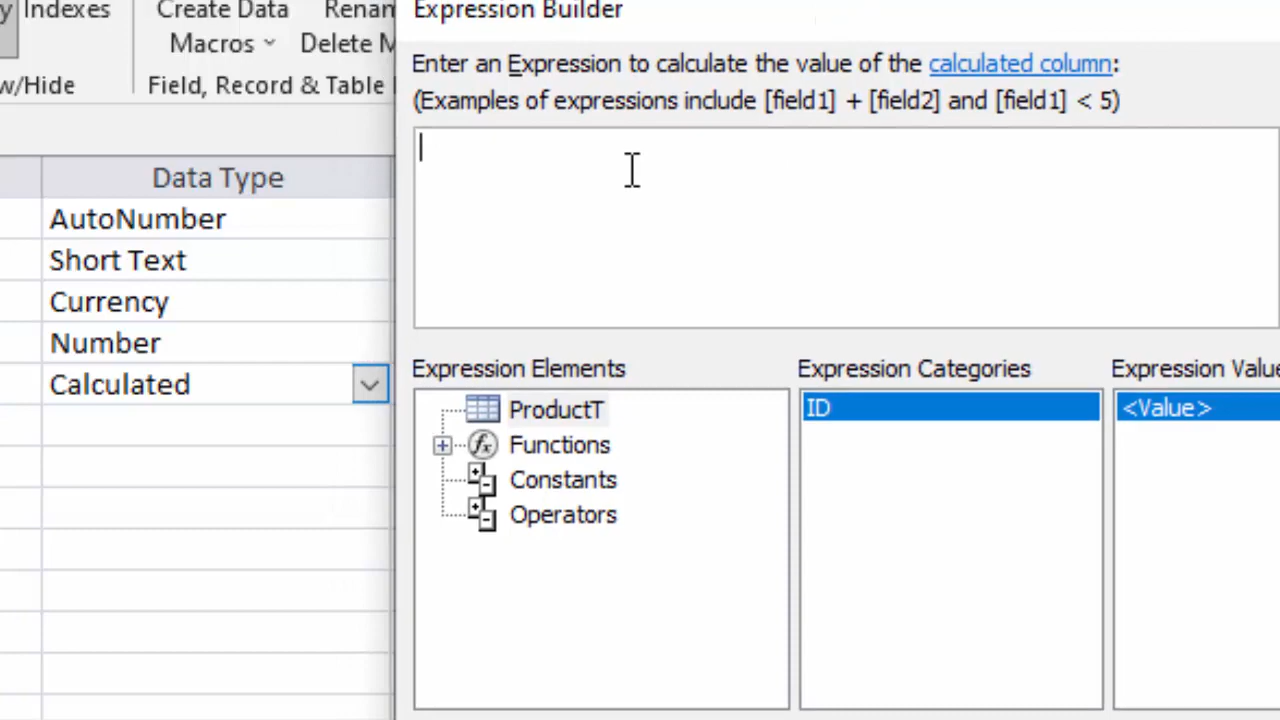 y Indexes
w/Hide
Create Data
Macros
Renan
Delete M
Field, Record & Table
Data Type
AutoNumber
Short Text
Currency
Number
Calculated
Expression Builder
Enter an Expression to calculate the value of the calculated column:
(Examples of expressions include [field1] + [field2] and [field1] < 5)
Expression Elements
ProductT
Functions
Constants
Operators
Expression Categories
ID
Expression Value
<Value>